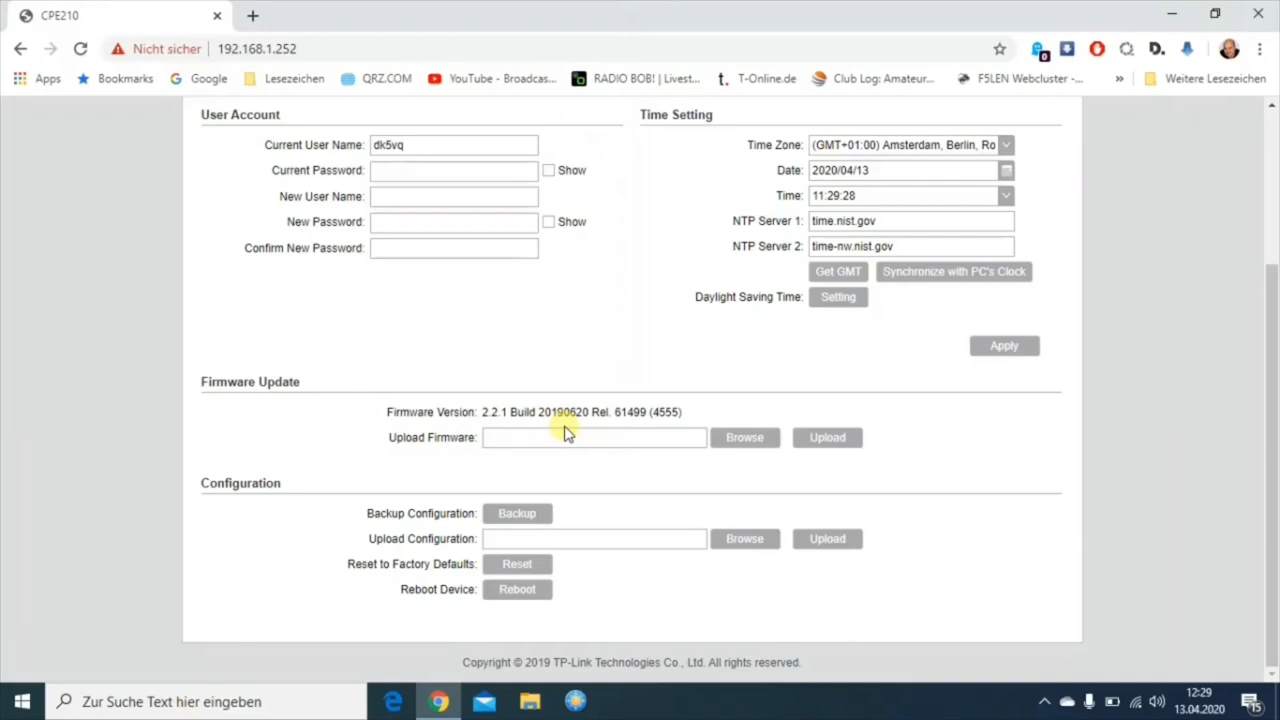 CPE210
Nicht sicher
192.168.1.252
0
D.
Apps
Bookmarks
Google
Lesezeichen
QRZ.COM
YouTube - Broadcas...
RADIO BOB! | Livest...
T-Online.de
Club Log: Amateur...
F5LEN Webcluster -...
»
Weitere Lesezeichen
User Account
Current User Name: dk5vq
Current Password:
Show
New User Name:
New Password:
Show
Confirm New Password:
Time Setting
Time Zone: (GMT+01:00) Amsterdam, Berlin, Ro
Date: 2020/04/13
Time: 11:29:28
NTP Server 1: time.nist.gov
NTP Server 2: time-nw.nist.gov
Get GMT
Synchronize with PC's Clock
Daylight Saving Time: Setting
Apply
Firmware Update
Firmware Version: 2.2.1 Build 20190620 Rel. 61499 (4555)
Upload Firmware: Browse Upload
Configuration
Backup Configuration: Backup
Upload Configuration: Browse Upload
Reset to Factory Defaults: Reset
Reboot Device: Reboot
Copyright © 2019 TP-Link Technologies Co., Ltd. All rights reserved.
Zur Suche Text hier eingeben
12:29
13.04.2020
15